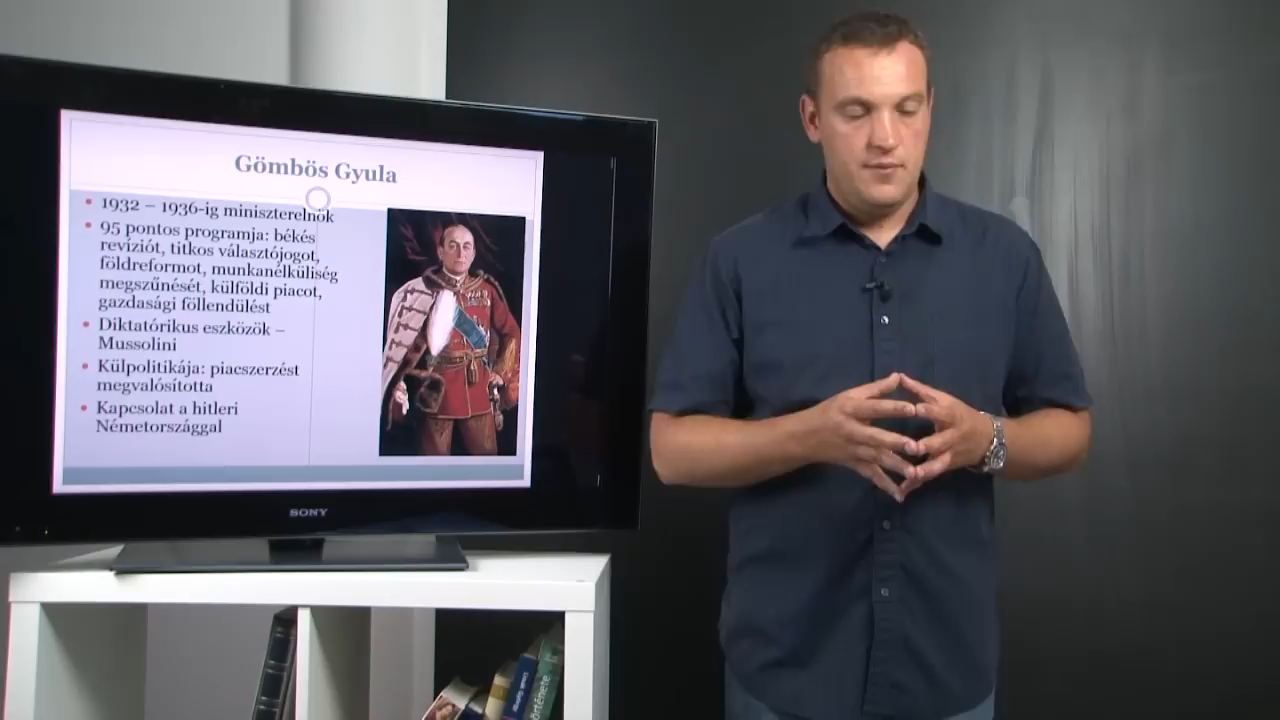 Gömbös Gyula
1932 – 1936-ig miniszterelnök
95 pontos programja: békés
revíziót, titkos választójogot,
földreformot, munkanélküliség
megszűnését, külföldi piacot,
gazdasági föllendülést
Diktatórikus eszközök –
Mussolini
Külpolitikája: piacszerzést
megvalósította
Kapcsolat a hitleri
Németországgal
SONY